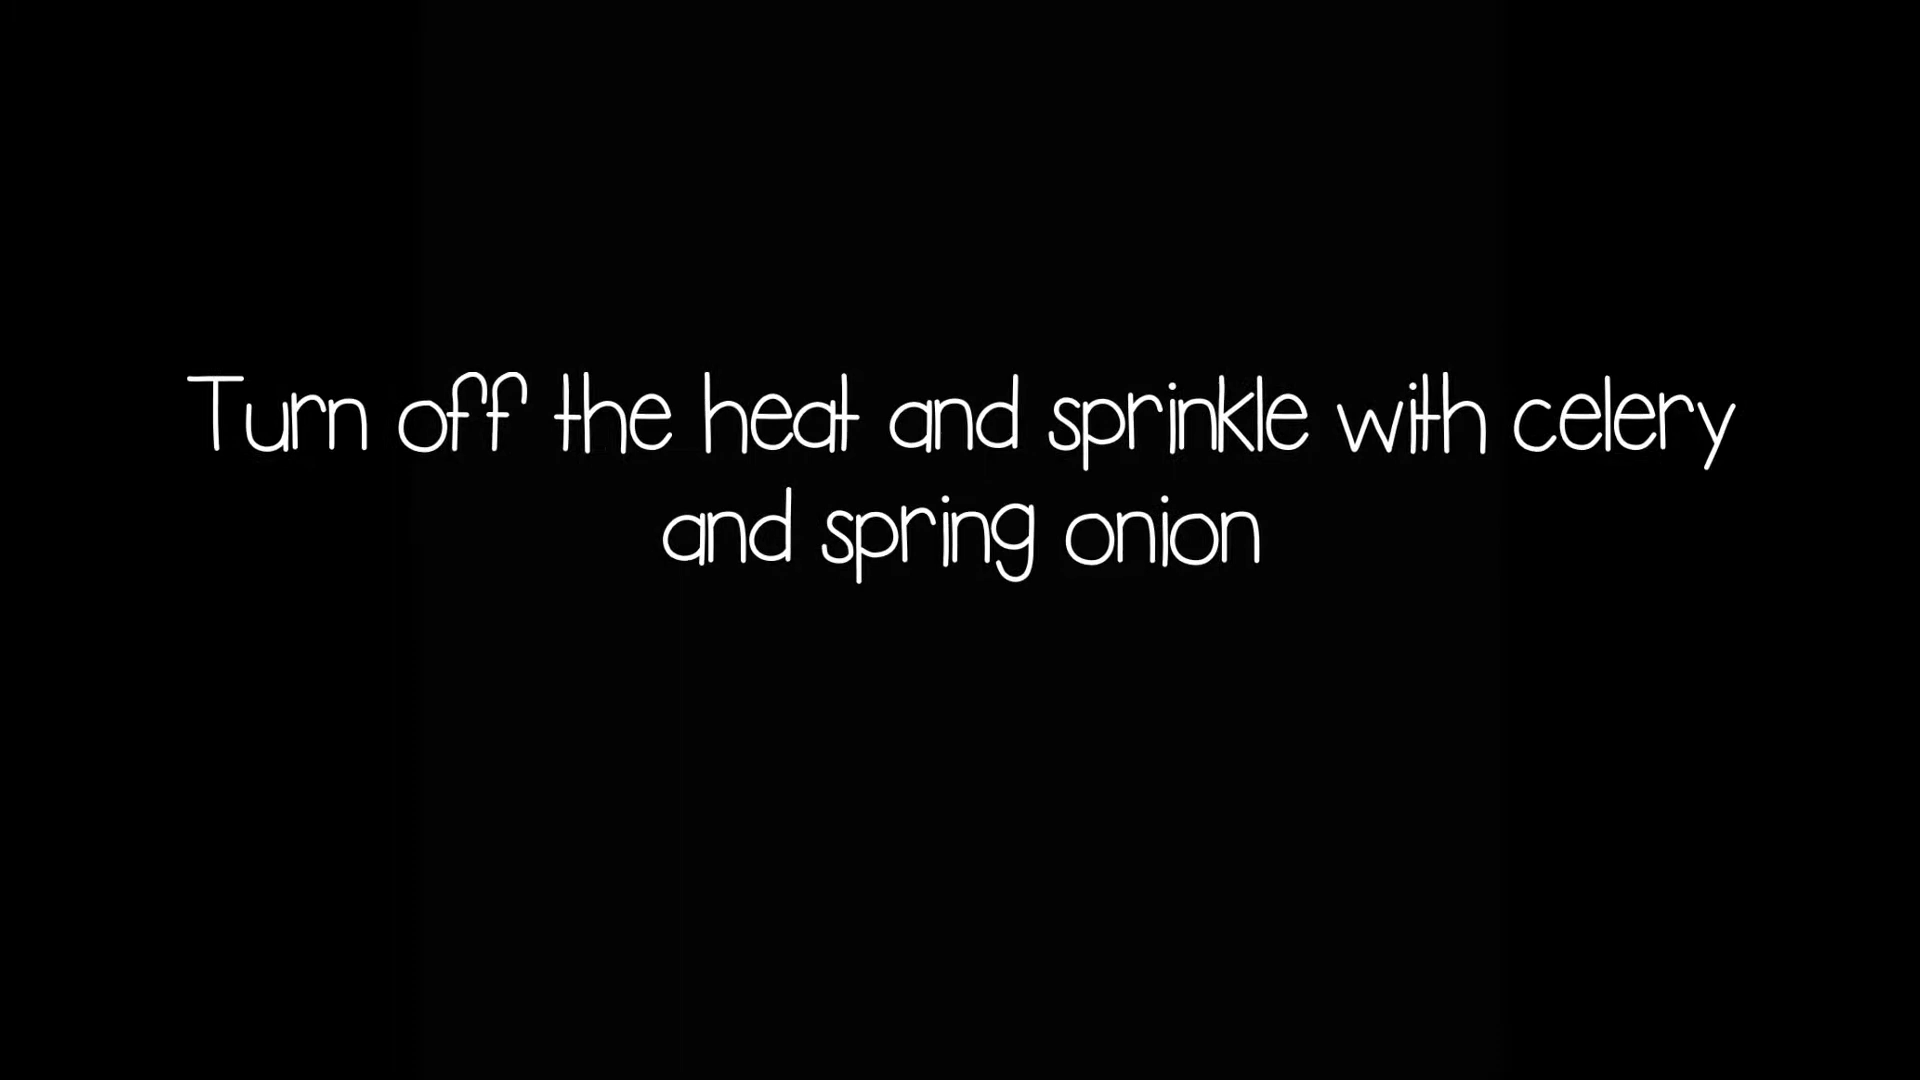 Turn off the heat and sprinkle with celery
and spring onion